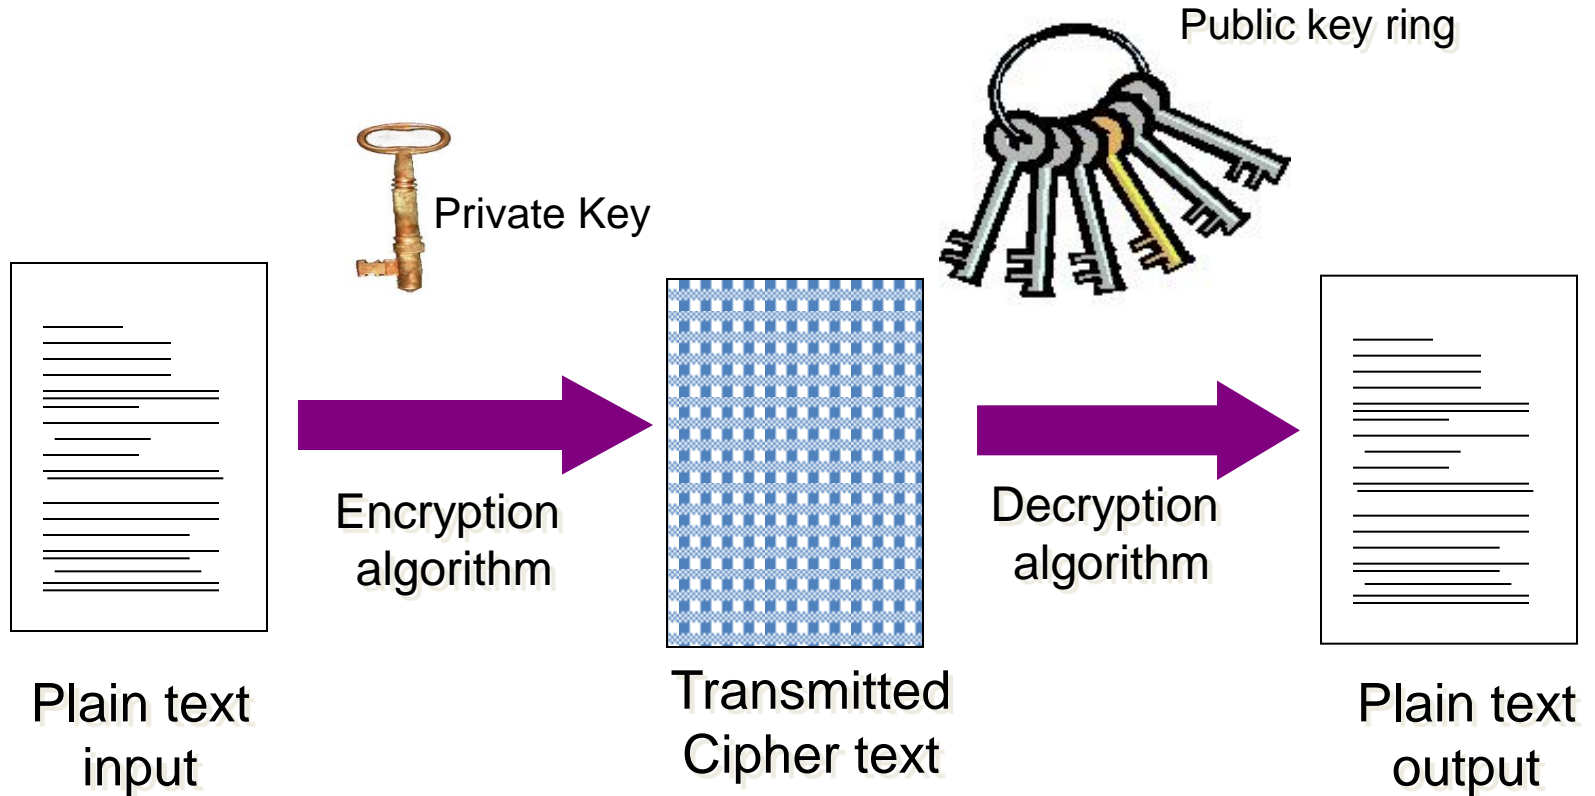 Public key ring
Private Key
Encryption
algorithm
Decryption
algorithm
Plain text
input
Transmitted
Cipher text
Plain text
output